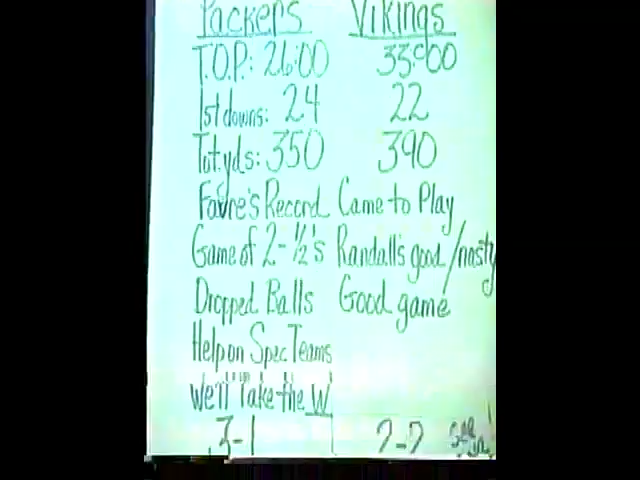 Packers Vikings
T.O.P.: 26:00 33:00
1st downs: 24 22
Tot.yds: 350 390
Favre's Record Came to Play
Game of 2-1/2's Randall's good/nasty
Dropped Balls Good game
Help on Spec Teams
We'll Take the W
3-1 2-2